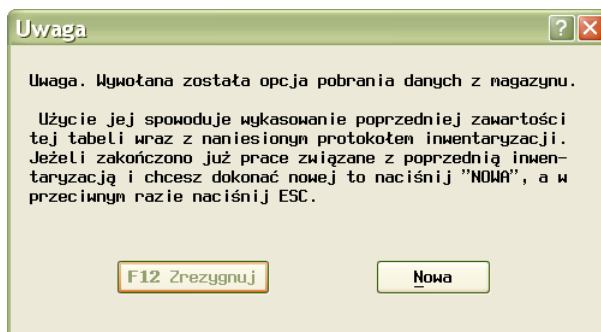 Uwaga
Uwaga. Wywołana została opcja pobrania danych z magazynu.
Użycie jej spowoduje wykasowanie poprzedniej zawartości
tej tabeli wraz z naniesionym protokołem inwentaryzacji.
Jeżeli zakończono już prace związane z poprzednią inwen-
taryzacją i chcesz dokonać nowej to naciśnij "NOWA", a w
przeciwnym razie naciśnij ESC.
F12 Zrezygnuj Nowa